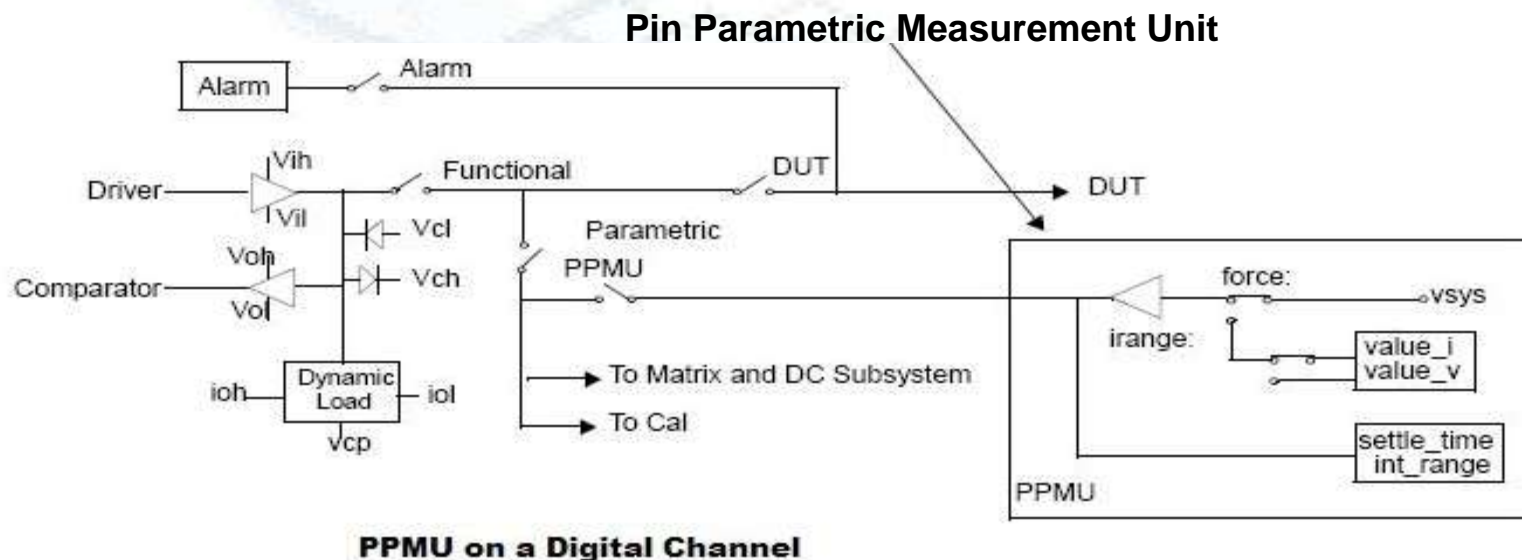 Pin Parametric Measurement Unit
Alarm
Alarm
Vih
Functional
DUT
Driver
DUT
Vil
Vcl
Parametric
Voh
PPMU
Vch
force:
Comparator
vsys
Vol
irange:
value_i
value_v
Dynamic
Load
ioh
iol
To Matrix and DC Subsystem
To Cal
vcp
settle_time
int_range
PPMU
PPMU on a Digital Channel